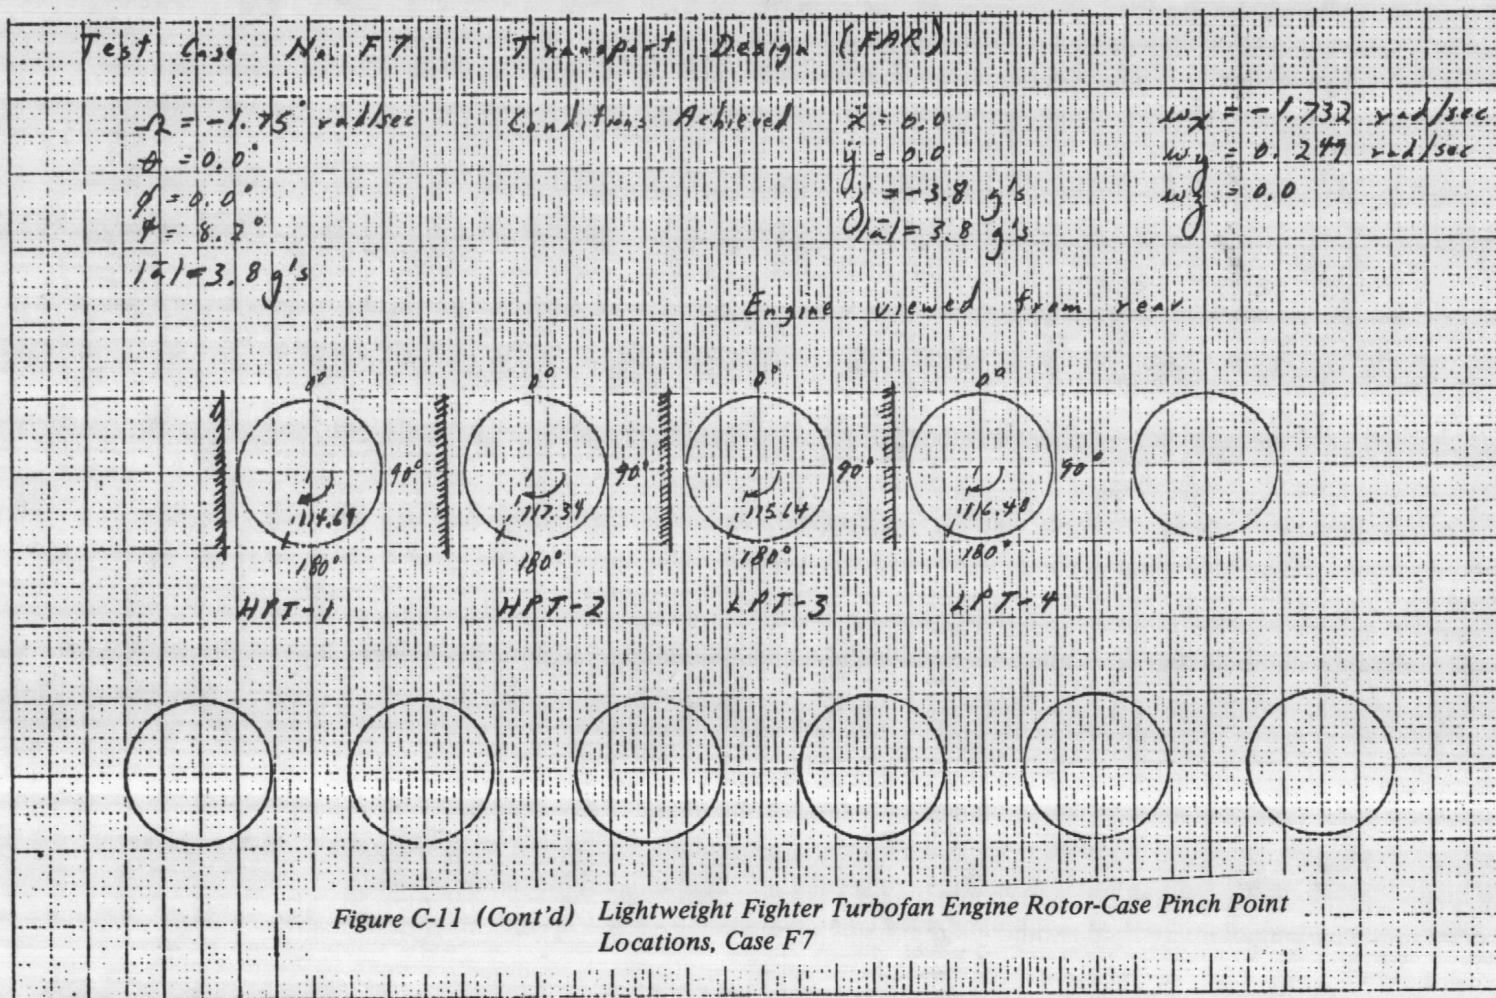 Test Case No. F7 Transport Design (FAR)
Ω = -1.75 rad/sec Conditions Achieved ẍ = 0.0 ωx = -1.732 rad/sec
θ = 0.0° ÿ = 0.0 ωy = 0.249 rad/sec
ϕ = 0.0° z̈ = -3.8 g's ωz = 0.0
ψ = 8.2° |ā| = 3.8 g's
|ā| = 3.8 g's
Engine viewed from rear
0° 0° 0° 0°
90° 90° 90° 90°
114.69 117.34 115.64 116.48
180° 180° 180° 180°
HPT-1 HPT-2 LPT-3 LPT-4
Figure C-11 (Cont'd) Lightweight Fighter Turbofan Engine Rotor-Case Pinch Point
Locations, Case F7